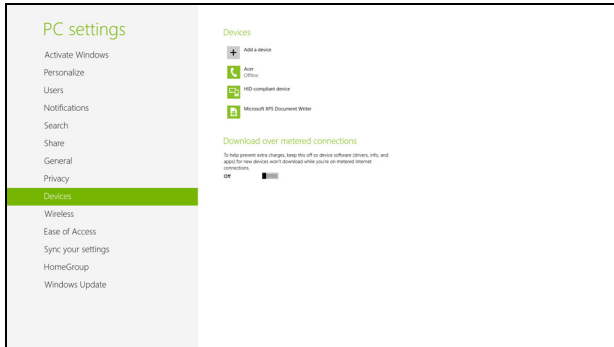 PC settings
Activate Windows
Personalize
Users
Notifications
Search
Share
General
Privacy
Devices
Wireless
Ease of Access
Sync your settings
HomeGroup
Windows Update
Devices
Add a device
Acer
Offline
HID-compliant device
Microsoft XPS Document Writer
Download over metered connections
To help prevent extra charges, keep this off so device software (drivers, info, and
apps) for new devices won't download while you're on metered Internet
connections.
Off